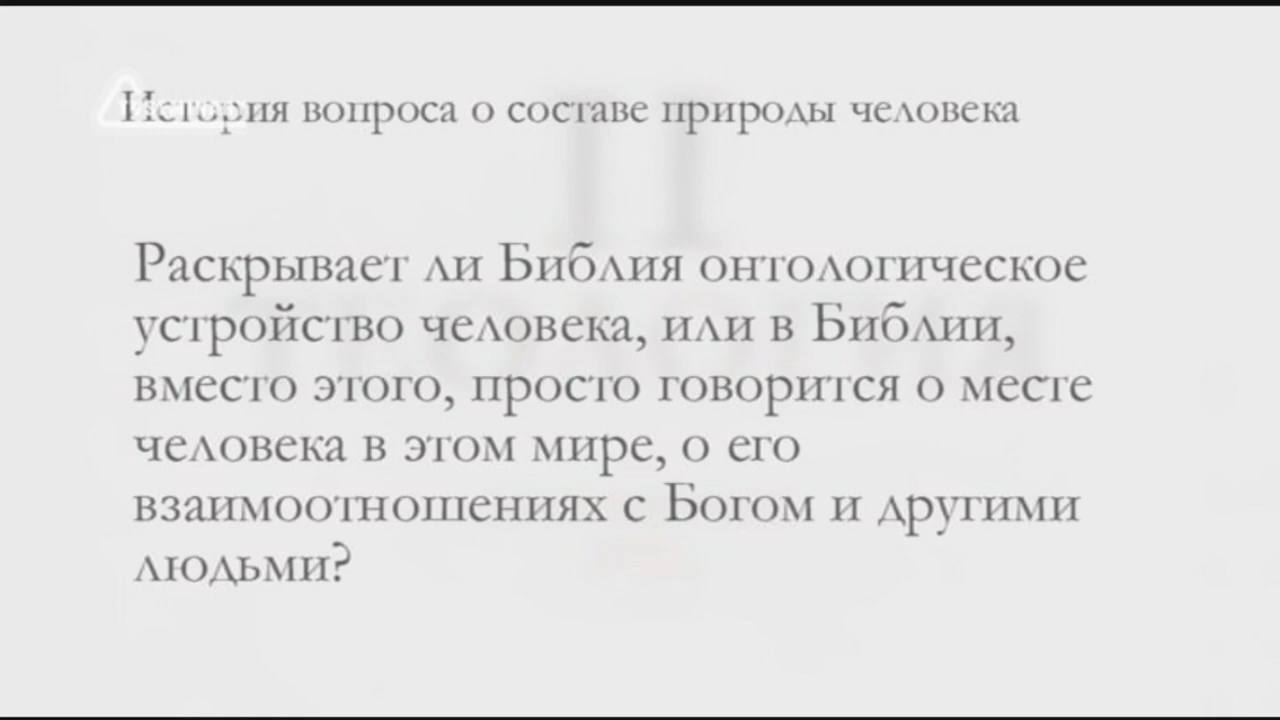 История вопроса о составе природы человека
Раскрывает ли Библия онтологическое
устройство человека, или в Библии,
вместо этого, просто говорится о месте
человека в этом мире, о его
взаимоотношениях с Богом и другими
людьми?